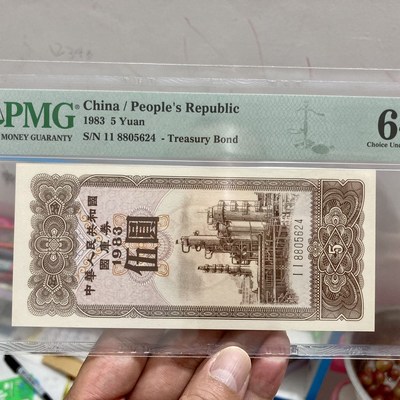 PMG
MONEY GUARANTY
China / People's Republic
1983 5 Yuan
S/N 11 8805624 - Treasury Bond
6
Choice Unc
中華人民共和國
國庫券
1983
伍圓
I I 8805624
5